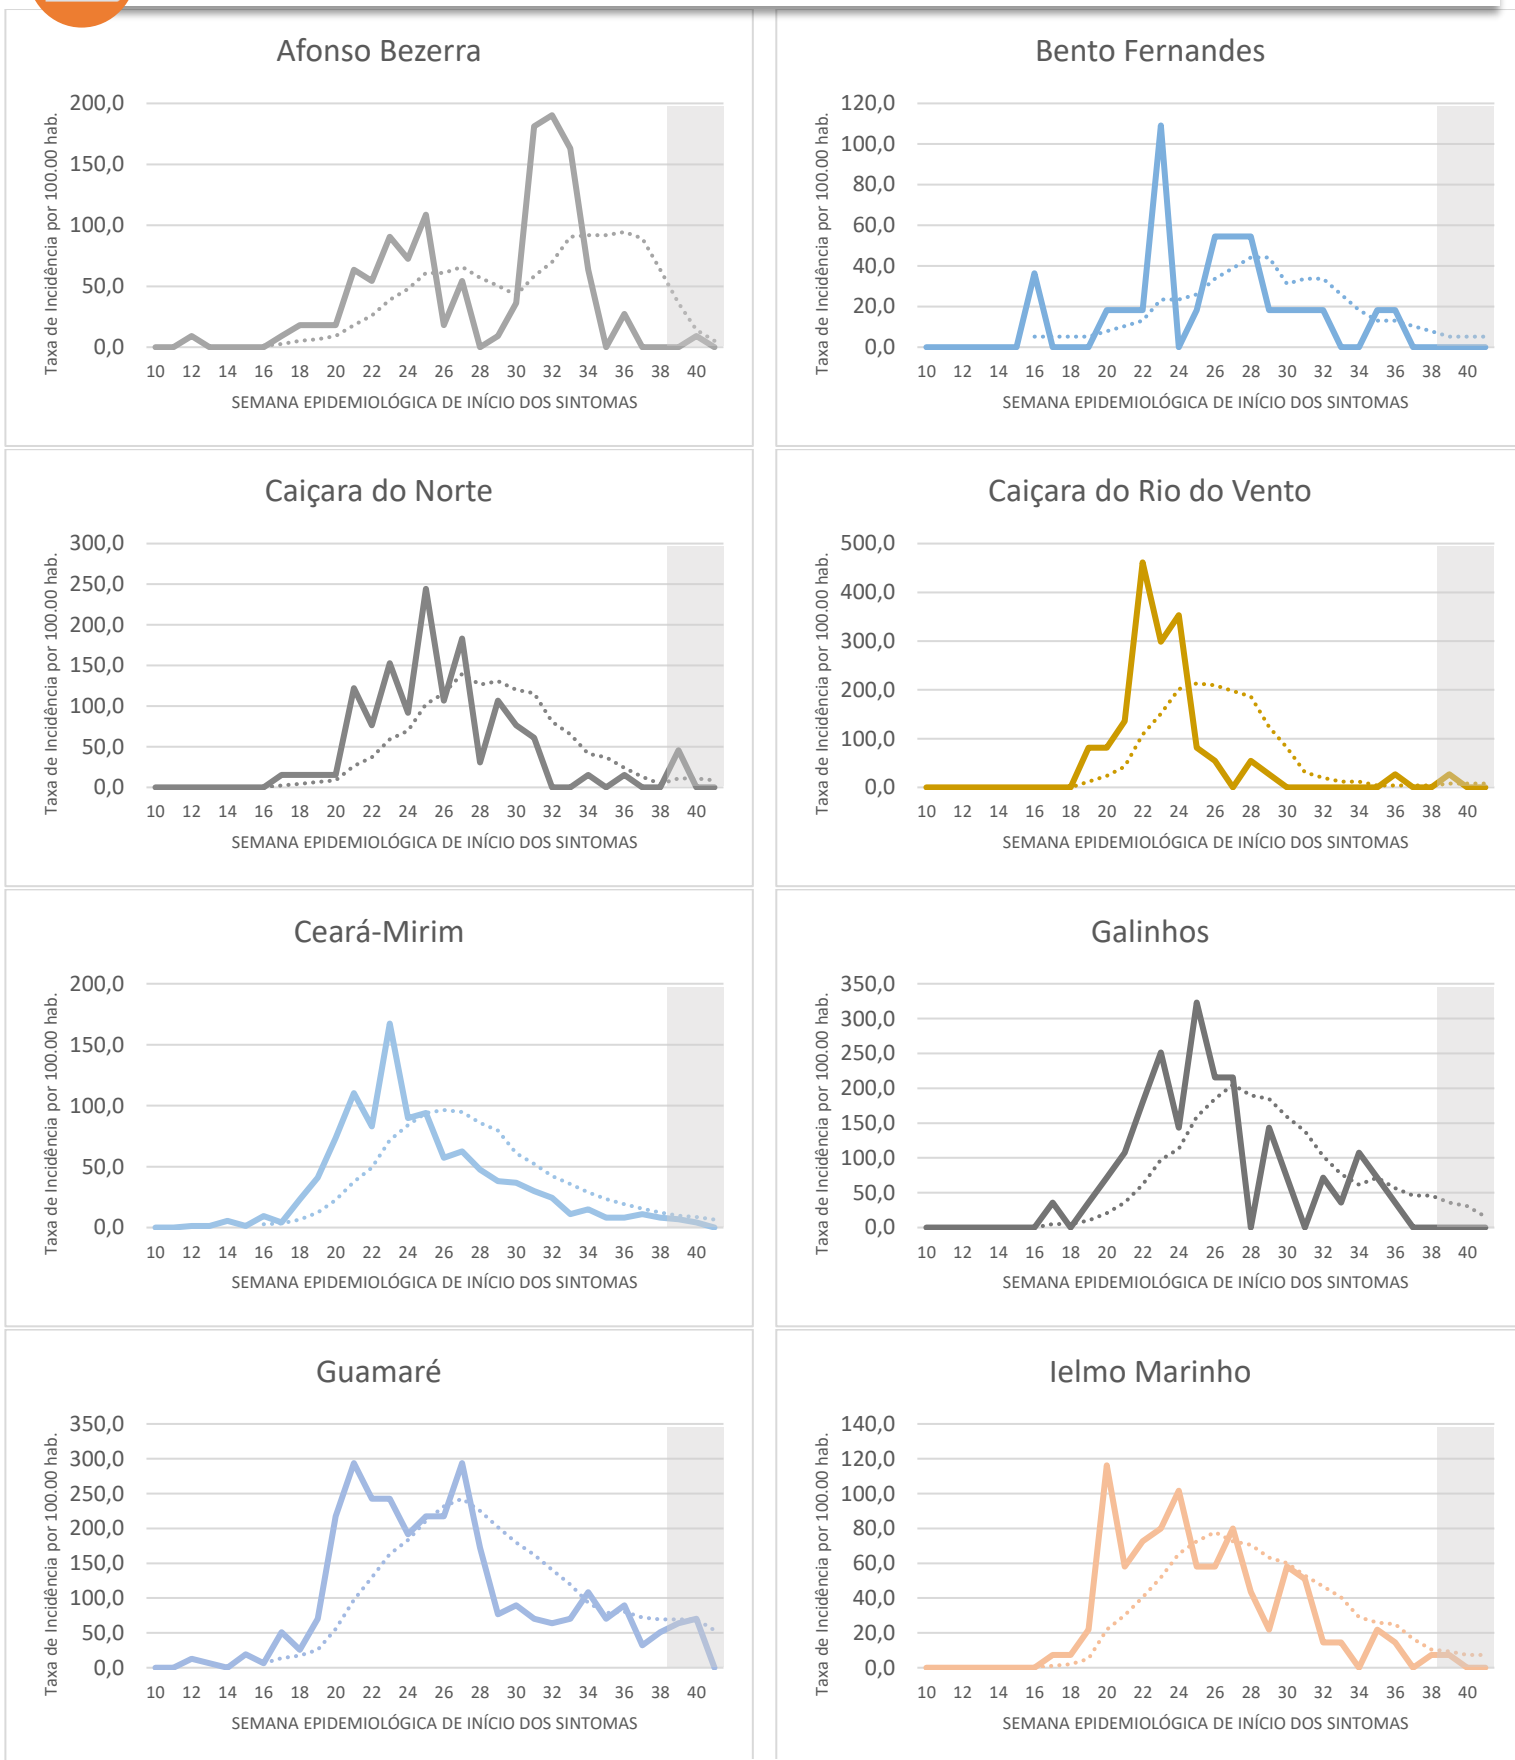 Afonso Bezerra
Taxa de Incidência por 100.00 hab.
200,0
150,0
100,0
50,0
0,0
10 12 14 16 18 20 22 24 26 28 30 32 34 36 38 40
SEMANA EPIDEMIOLÓGICA DE INÍCIO DOS SINTOMAS
Bento Fernandes
Taxa de Incidência por 100.00 hab.
120,0
100,0
80,0
60,0
40,0
20,0
0,0
10 12 14 16 18 20 22 24 26 28 30 32 34 36 38 40
SEMANA EPIDEMIOLÓGICA DE INÍCIO DOS SINTOMAS
Caiçara do Norte
Taxa de Incidência por 100.00 hab.
300,0
250,0
200,0
150,0
100,0
50,0
0,0
10 12 14 16 18 20 22 24 26 28 30 32 34 36 38 40
SEMANA EPIDEMIOLÓGICA DE INÍCIO DOS SINTOMAS
Caiçara do Rio do Vento
Taxa de Incidência por 100.00 hab.
500,0
400,0
300,0
200,0
100,0
0,0
10 12 14 16 18 20 22 24 26 28 30 32 34 36 38 40
SEMANA EPIDEMIOLÓGICA DE INÍCIO DOS SINTOMAS
Ceará-Mirim
Taxa de Incidência por 100.00 hab.
200,0
150,0
100,0
50,0
0,0
10 12 14 16 18 20 22 24 26 28 30 32 34 36 38 40
SEMANA EPIDEMIOLÓGICA DE INÍCIO DOS SINTOMAS
Galinhos
Taxa de Incidência por 100.00 hab.
350,0
300,0
250,0
200,0
150,0
100,0
50,0
0,0
10 12 14 16 18 20 22 24 26 28 30 32 34 36 38 40
SEMANA EPIDEMIOLÓGICA DE INÍCIO DOS SINTOMAS
Guamaré
Taxa de Incidência por 100.00 hab.
350,0
300,0
250,0
200,0
150,0
100,0
50,0
0,0
10 12 14 16 18 20 22 24 26 28 30 32 34 36 38 40
SEMANA EPIDEMIOLÓGICA DE INÍCIO DOS SINTOMAS
Ielmo Marinho
Taxa de Incidência por 100.00 hab.
140,0
120,0
100,0
80,0
60,0
40,0
20,0
0,0
10 12 14 16 18 20 22 24 26 28 30 32 34 36 38 40
SEMANA EPIDEMIOLÓGICA DE INÍCIO DOS SINTOMAS